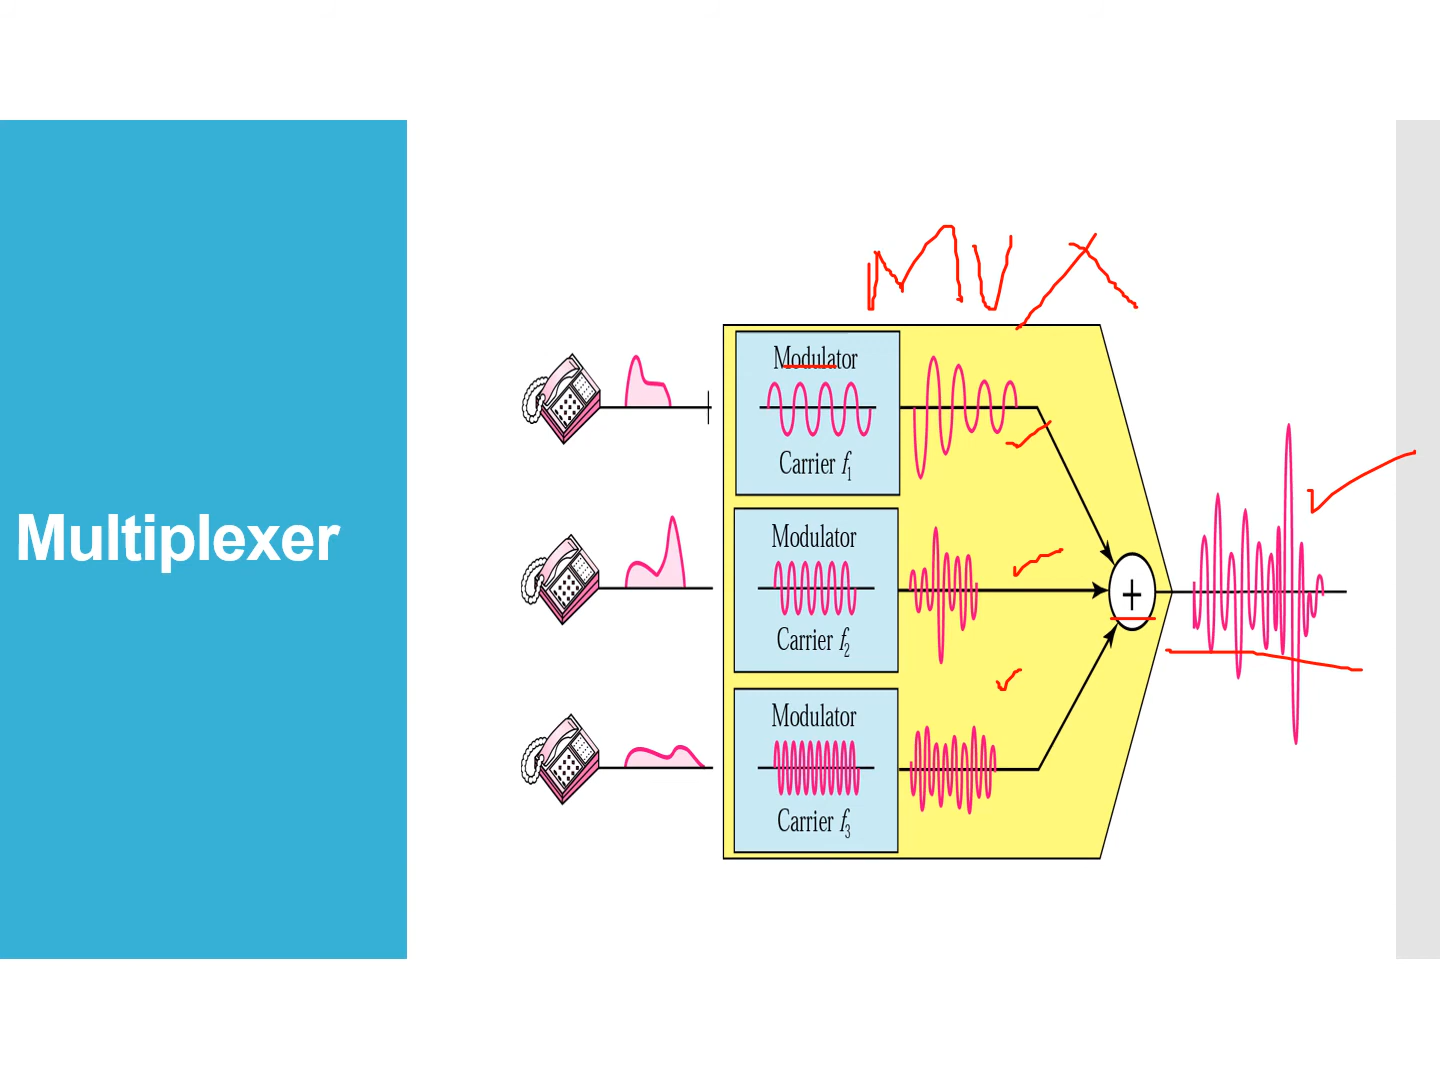 Multiplexer
MUX
Modulator
Carrier f₁
Modulator
Carrier f₂
+
Modulator
Carrier f₃